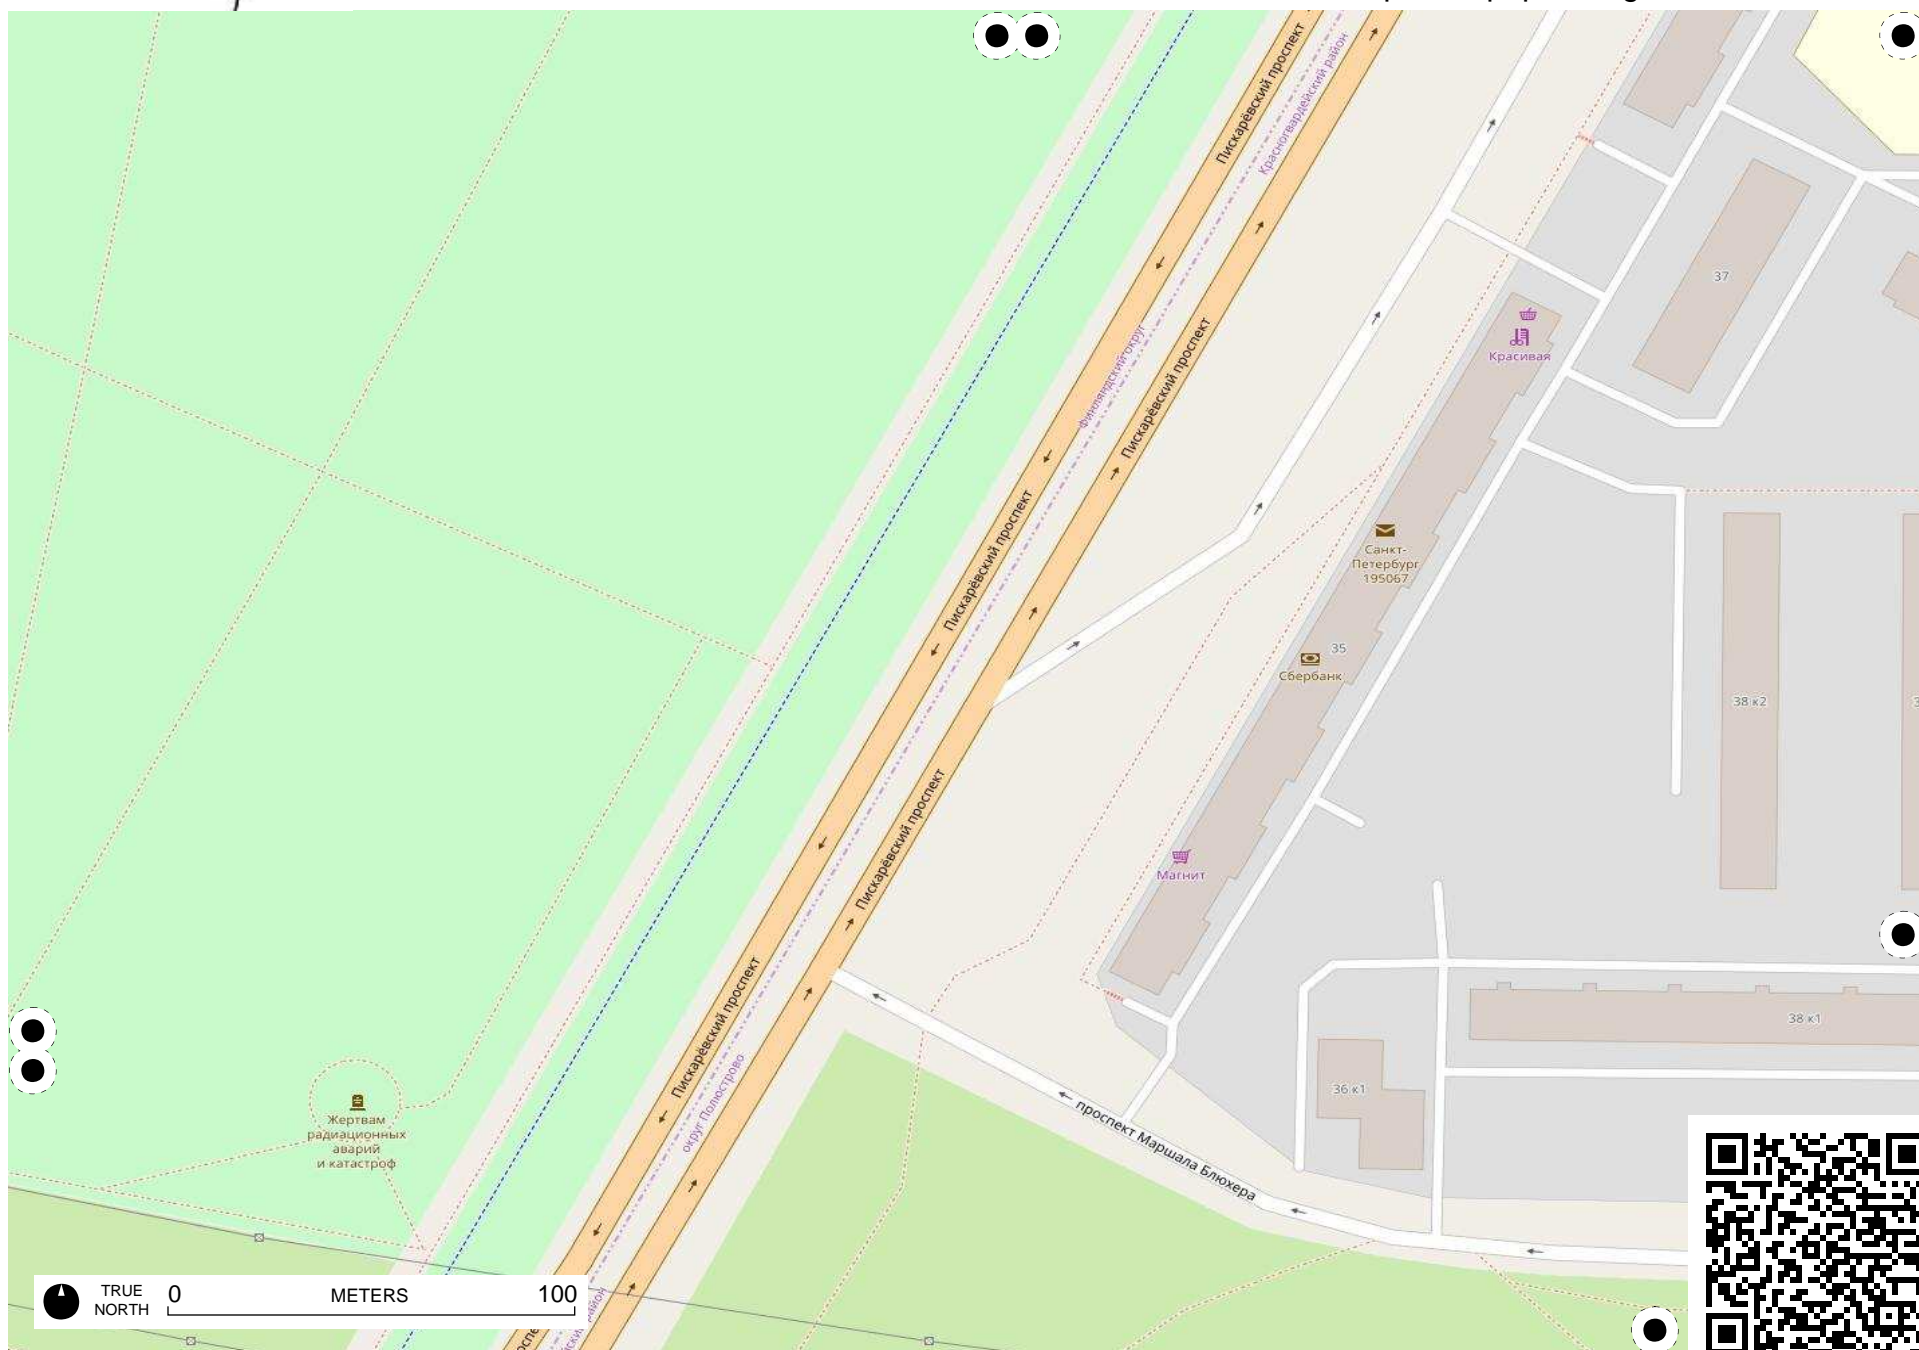 Пискарёвский проспект
Красногвардейский район
37
Красивая
Финляндский округ
Пискарёвский проспект
Пискарёвский проспект
Санкт-
Петербург
195067
35
Сбербанк
38 к2
Пискарёвский проспект
Магнит
Пискарёвский проспект
38 к1
округ Полюстрово
36 к1
проспект Маршала Блюхера
Жертвам
радиационных
аварий
и катастроф
TRUE
NORTH
0 METERS 100